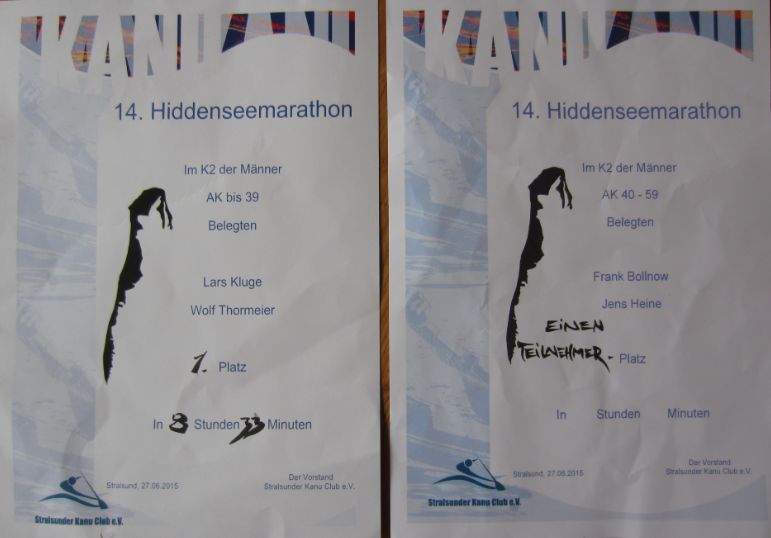 KANU
14. Hiddenseemarathon
Im K2 der Männer
AK bis 39
Belegten
Lars Kluge
Wolf Thormeier
1. Platz
In 8 Stunden 33 Minuten
Stralsund, 27.06.2015
Der Vorstand
Stralsunder Kanu Club e.V.
Stralsunder Kanu Club e.V.
KANU
14. Hiddenseemarathon
Im K2 der Männer
AK 40 - 59
Belegten
Frank Bollnow
Jens Heine
EINEN
TEILNEHMER- Platz
In Stunden Minuten
Stralsund, 27.06.2015
Der Vorstand
Stralsunder Kanu Club e.V.
Stralsunder Kanu Club e.V.